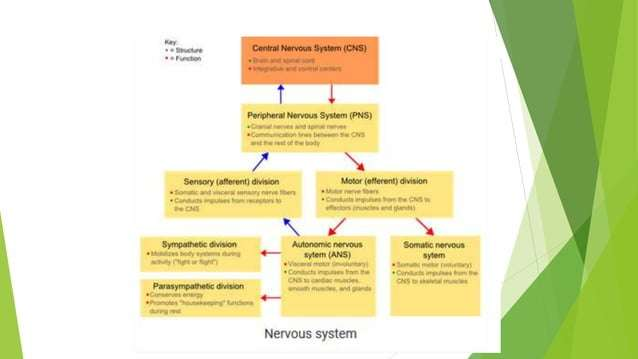 Key:
= Structure
= Function
Central Nervous System (CNS)
Brain and spinal cord
Integrative and control centers
Peripheral Nervous System (PNS)
Cranial nerves and spinal nerves
Communication lines between the CNS
and the rest of the body
Sensory (afferent) division
Somatic and visceral sensory nerve fibers
Conducts impulses from receptors to
the CNS
Motor (efferent) division
Motor nerve fibers
Conducts impulses from the CNS to
effectors (muscles and glands)
Sympathetic division
Mobilizes body systems during
activity ("fight or flight")
Parasympathetic division
Conserves energy
Promotes "housekeeping" functions
during rest
Autonomic nervous
sytem (ANS)
Visceral motor (involuntary)
Conducts impulses from the
CNS to cardiac muscles,
smooth muscles, and glands
Somatic nervous
sytem
Somatic motor (voluntary)
Conducts impulses from the
CNS to skeletal muscles
Nervous system